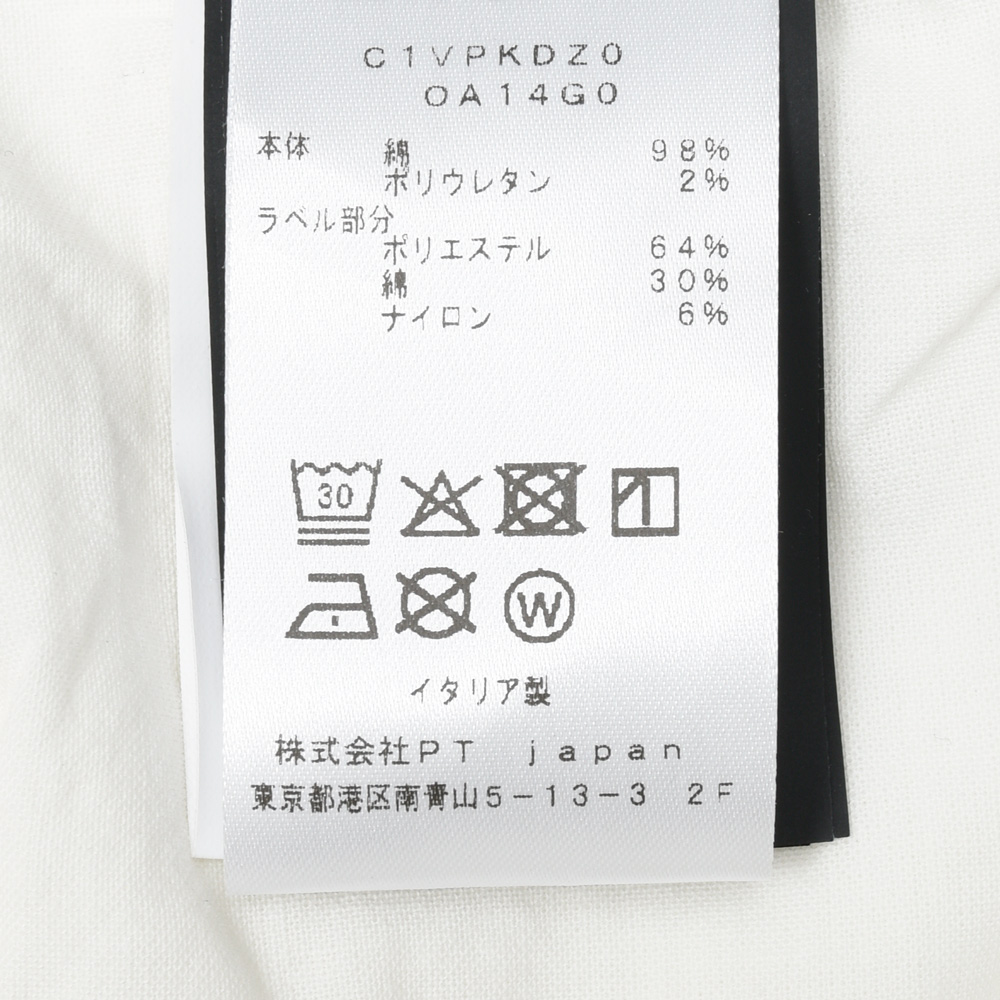 C1VPKDZ0
OA14G0
本体 綿 98%
ポリウレタン 2%
ラベル部分
ポリエステル 64%
綿 30%
ナイロン 6%
30
W
イタリア製
株式会社PT japan
東京都港区南青山5-13-3 2F